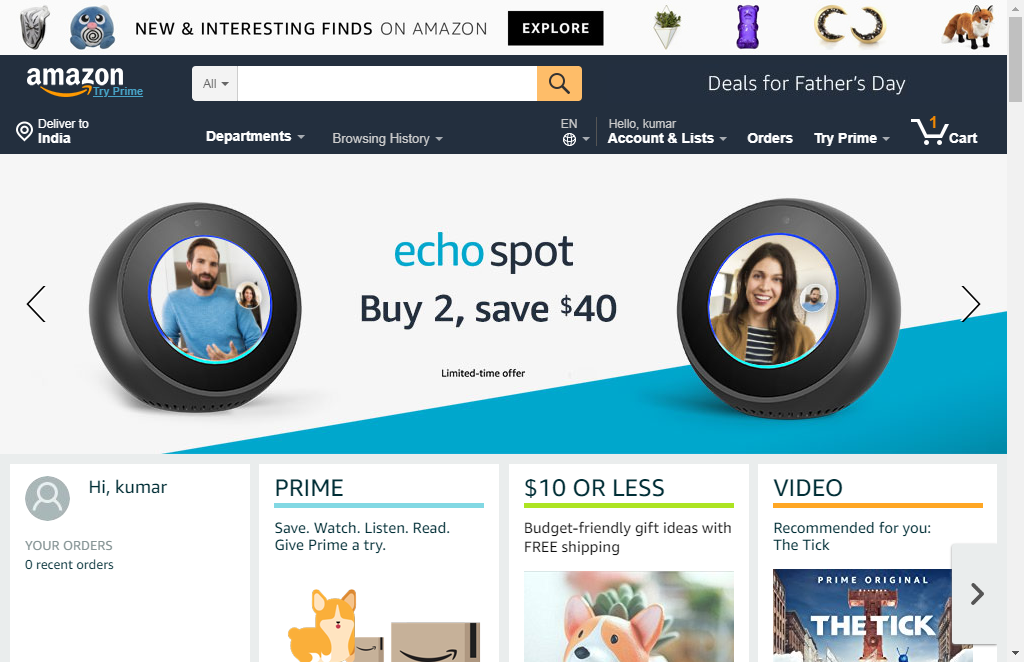 NEW & INTERESTING FINDS ON AMAZON EXPLORE
amazon
Try Prime
All
Deals for Father's Day
Deliver to
India
Departments
Browsing History
EN
Hello, kumar
Account & Lists
Orders
Try Prime
1
Cart
echo spot
Buy 2, save $40
Limited-time offer
Hi, kumar
YOUR ORDERS
0 recent orders
PRIME
Save. Watch. Listen. Read.
Give Prime a try.
$10 OR LESS
Budget-friendly gift ideas with
FREE shipping
VIDEO
Recommended for you:
The Tick
PRIME ORIGINAL
THE TICK